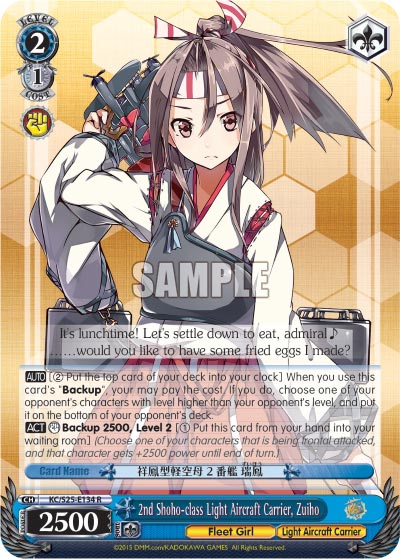 LEVEL
2
1
COST
SAMPLE
It's lunchtime! Let's settle down to eat, admiral♪
......would you like to have some fried eggs I made?
AUTO [② Put the top card of your deck into your clock] When you use this
card's "Backup", your may pay the cost. If you do, choose one of your
opponent's characters with level higher than your opponent's level, and put
it on the bottom of your opponent's deck.
ACT Backup 2500, Level 2 [① Put this card from your hand into your
waiting room] (Choose one of your characters that is being frontal attacked,
and that character gets +2500 power until end of turn.)
Card Name 祥鳳型軽空母2番艦 瑞鳳
CH KC/S25-E134 R
2nd Shoho-class Light Aircraft Carrier, Zuiho
POWER 2500
Fleet Girl
Light Aircraft Carrier
©2013 DMM.com/KADOKAWA GAMES All Rights Reserved.